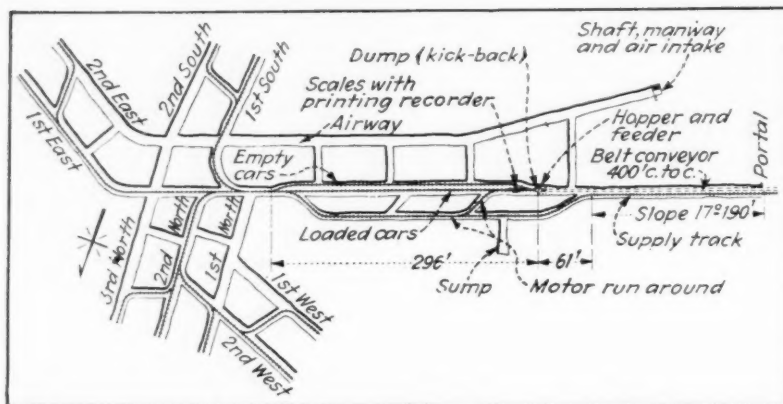 Shaft, manway
and air intake
Dump (kick-back)
Scales with
printing recorder
Airway
Hopper and
feeder
Belt conveyor
400' c. to c.
Portal
2nd South
1st South
2nd East
1st East
Empty
cars
Loaded cars
Slope 17° 190'
Supply track
296'
61'
Sump
Motor run around
3rd North
2nd
North
1st
North
1st West
2nd West